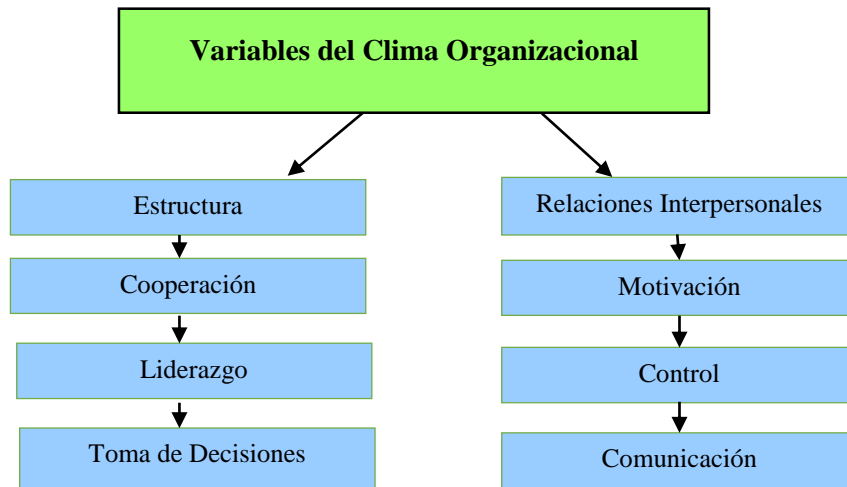 Variables del Clima Organizacional
Estructura
Cooperación
Liderazgo
Toma de Decisiones
Relaciones Interpersonales
Motivación
Control
Comunicación